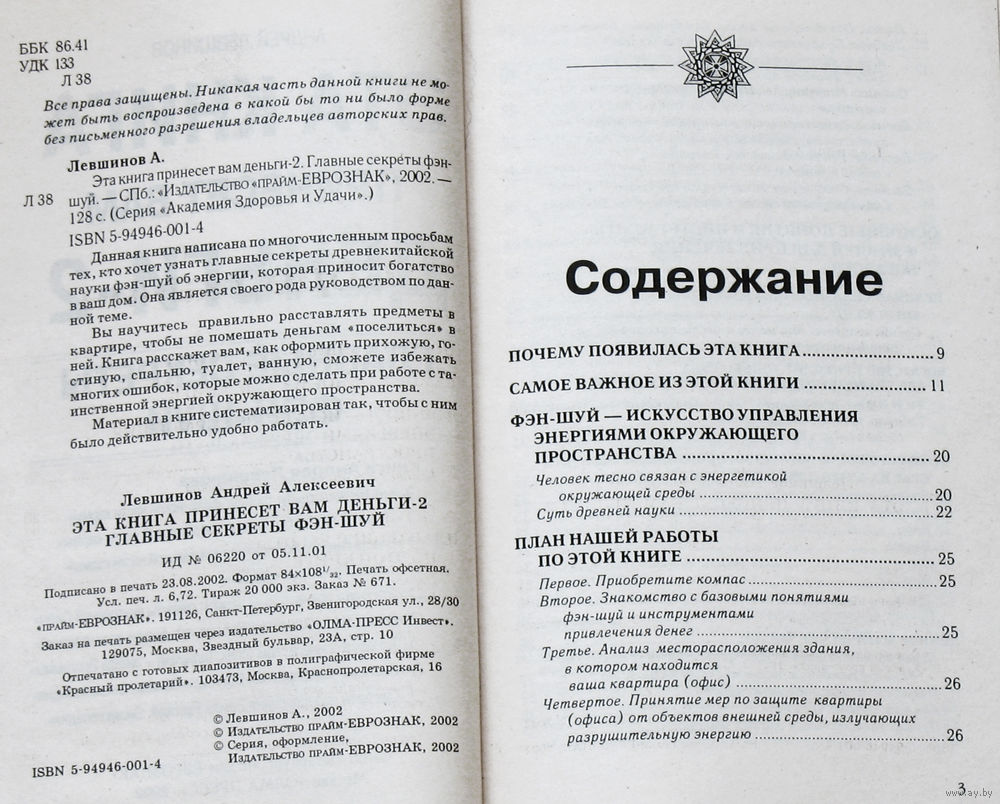 ББК 86.41
УДК 133
Л 38
Все права защищены. Никакая часть данной книги не мо-
жет быть воспроизведена в какой бы то ни было форме
без письменного разрешения владельцев авторских прав.
Левшинов А.
Эта книга принесет вам деньги-2. Главные секреты фэн-
Л 38 шуй. — СПб.: «Издательство «ПРАЙМ-ЕВРОЗНАК», 2002. —
128 с. (Серия «Академия Здоровья и Удачи».)
ISBN 5-94946-001-4
Данная книга написана по многочисленным просьбам
тех, кто хочет узнать главные секреты древнекитайской
науки фэн-шуй об энергии, которая приносит богатство
в ваш дом. Она является своего рода руководством по дан-
ной теме.
Вы научитесь правильно расставлять предметы в
квартире, чтобы не помешать деньгам «поселиться» в
ней. Книга расскажет вам, как оформить прихожую, го-
стиную, спальню, туалет, ванную, сможете избежать
многих ошибок, которые можно сделать при работе с та-
инственной энергией окружающего пространства.
Материал в книге систематизирован так, чтобы с ним
было действительно удобно работать.
Левшинов Андрей Алексеевич
ЭТА КНИГА ПРИНЕСЕТ ВАМ ДЕНЬГИ-2
ГЛАВНЫЕ СЕКРЕТЫ ФЭН-ШУЙ
ИД № 06220 от 05.11.01
Подписано в печать 23.08.2002. Формат 84×108 1/32. Печать офсетная.
Усл. печ. л. 6,72. Тираж 20 000 экз. Заказ № 671.
«ПРАЙМ-ЕВРОЗНАК». 191126, Санкт-Петербург, Звенигородская ул., 28/30
Заказ на печать размещен через издательство «ОЛМА-ПРЕСС Инвест».
129075, Москва, Звездный бульвар, 23А, стр. 10
Отпечатано с готовых диапозитивов в полиграфической фирме
«Красный пролетарий». 103473, Москва, Краснопролетарская, 16
© Левшинов А., 2002
© Издательство ПРАЙМ-ЕВРОЗНАК, 2002
© Серия, оформление,
Издательство ПРАЙМ-ЕВРОЗНАК, 2002
ISBN 5-94946-001-4
Содержание
ПОЧЕМУ ПОЯВИЛАСЬ ЭТА КНИГА ..................... 9
САМОЕ ВАЖНОЕ ИЗ ЭТОЙ КНИГИ ................... 11
ФЭН-ШУЙ — ИСКУССТВО УПРАВЛЕНИЯ
ЭНЕРГИЯМИ ОКРУЖАЮЩЕГО
ПРОСТРАНСТВА ..................... 20
Человек тесно связан с энергетикой
окружающей среды ..................... 20
Суть древней науки ..................... 22
ПЛАН НАШЕЙ РАБОТЫ
ПО ЭТОЙ КНИГЕ ..................... 25
Первое. Приобретите компас ..................... 25
Второе. Знакомство с базовыми понятиями
фэн-шуй и инструментами
привлечения денег ..................... 25
Третье. Анализ месторасположения здания,
в котором находится
ваша квартира (офис) ..................... 26
Четвертое. Принятие мер по защите квартиры
(офиса) от объектов внешней среды, излучающих
разрушительную энергию ..................... 26
3
www.ay.by